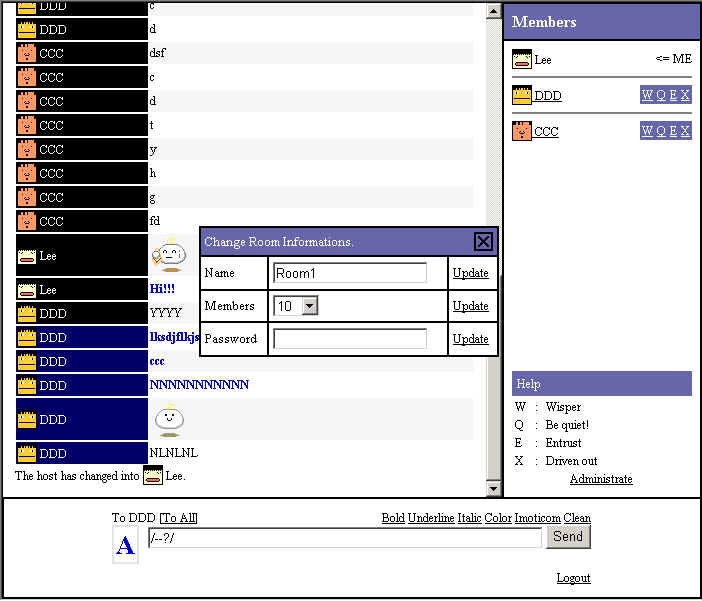 DDD c
DDD d
CCC dsf
CCC c
CCC d
CCC t
CCC y
CCC h
CCC g
CCC fd
Lee
Lee Hi!!!
DDD YYYY
DDD lksdjflkjs
DDD ccc
DDD NNNNNNNNNNN
DDD
DDD NLNLNL
The host has changed into Lee.
Change Room Informations.
Name Room1 Update
Members 10 Update
Password Update
Members
Lee <= ME
DDD W Q E X
CCC W Q E X
Help
W : Wisper
Q : Be quiet!
E : Entrust
X : Driven out
Administrate
To DDD [To All] Bold Underline Italic Color Imoticom Clean
A /--?/ Send
Logout